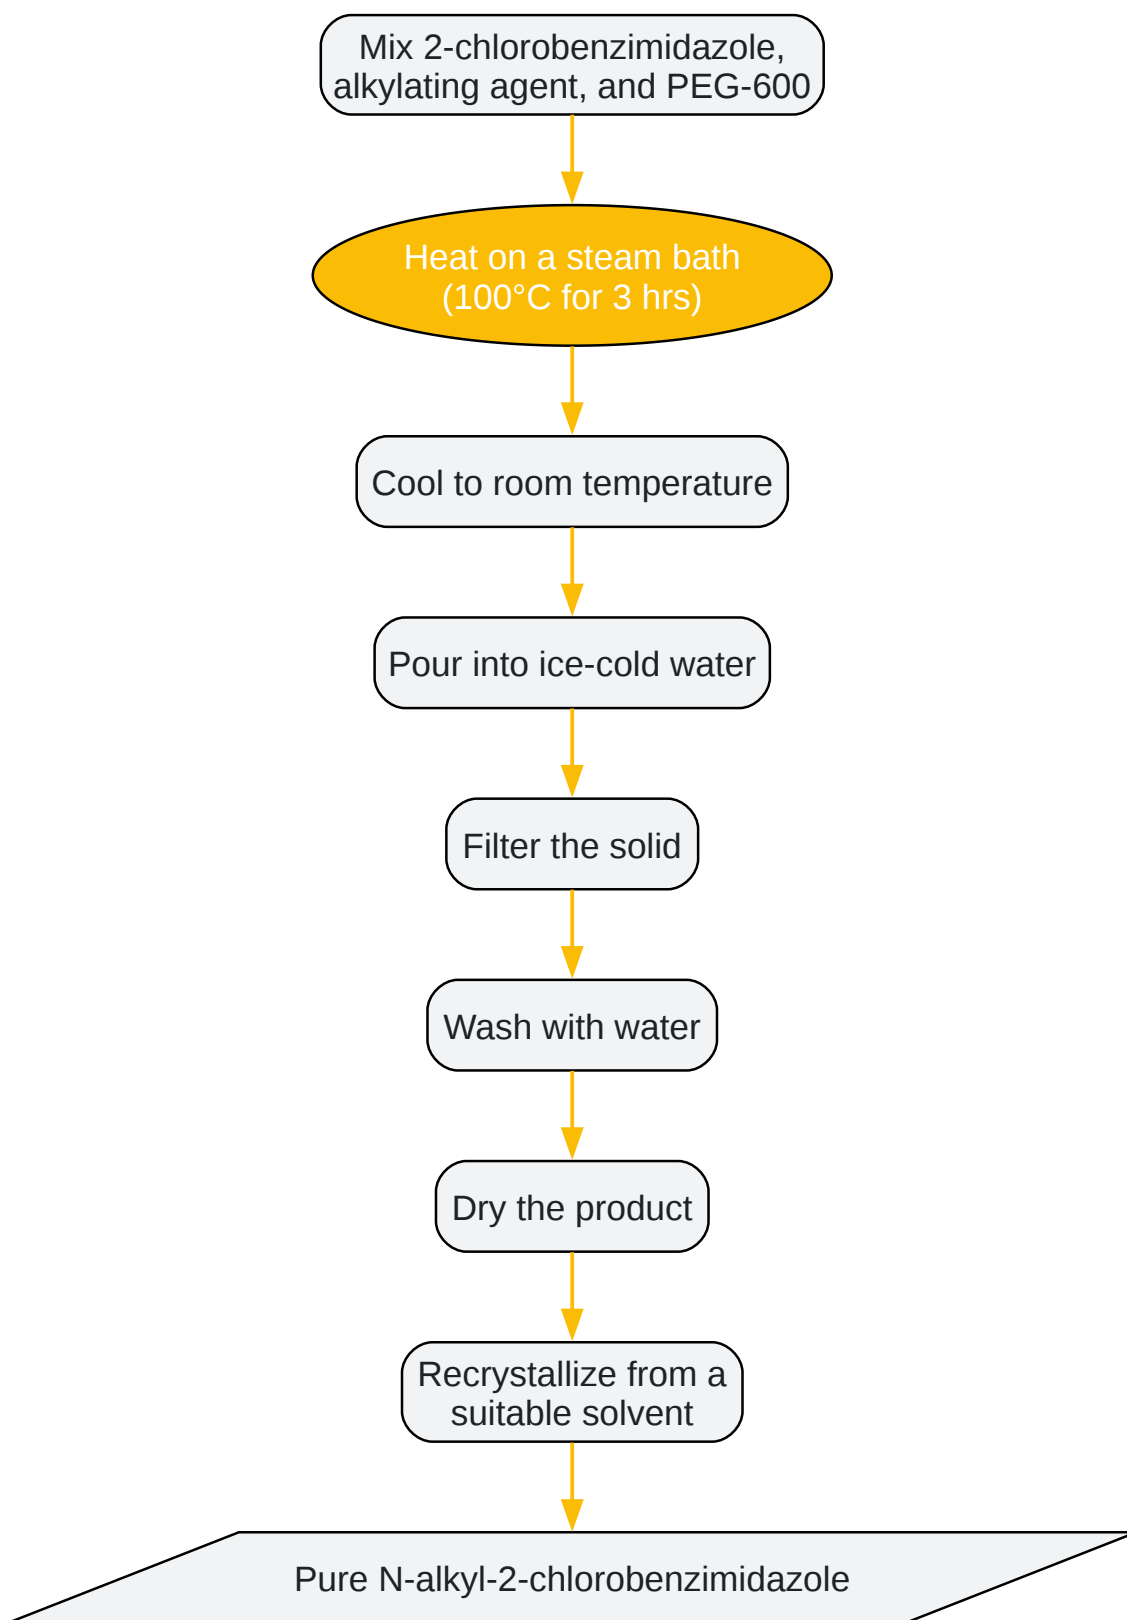 Mix 2-chlorobenzimidazole,
alkylating agent, and PEG-600
Heat on a steam bath
(100°C for 3 hrs)
Cool to room temperature
Pour into ice-cold water
Filter the solid
Wash with water
Dry the product
Recrystallize from a
suitable solvent
Pure N-alkyl-2-chlorobenzimidazole